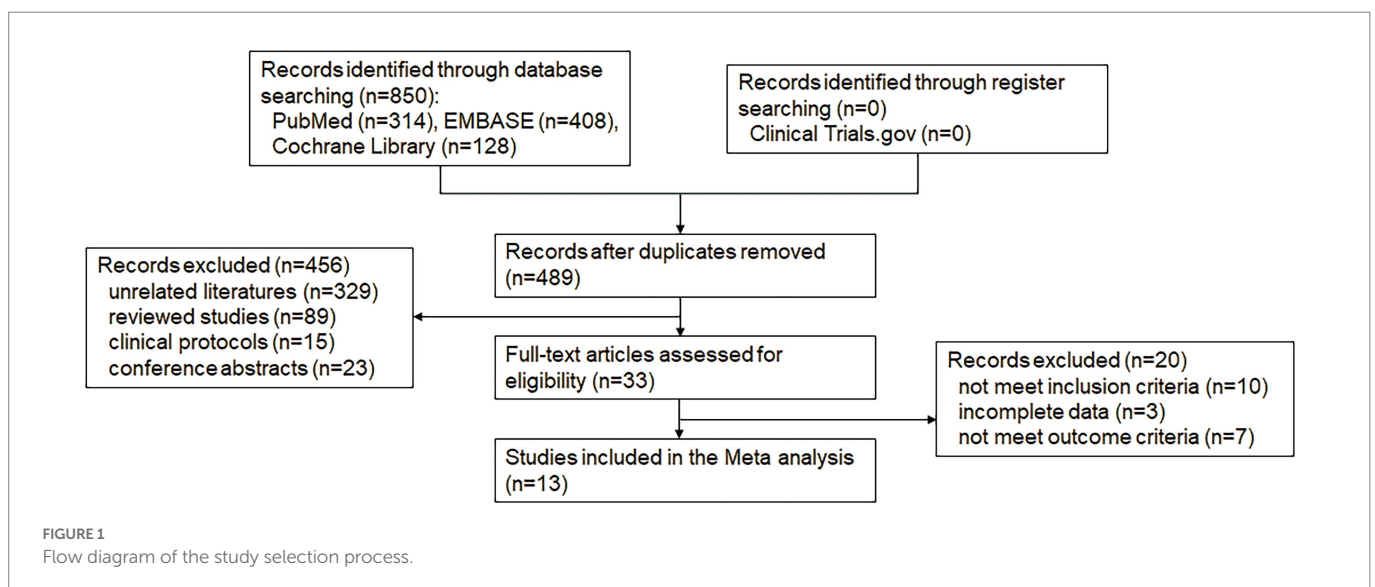 Records identified through database
searching (n=850):
PubMed (n=314), EMBASE (n=408),
Cochrane Library (n=128)
Records identified through register
searching (n=0)
Clinical Trials.gov (n=0)
Records after duplicates removed
(n=489)
Records excluded (n=456)
unrelated literatures (n=329)
reviewed studies (n=89)
clinical protocols (n=15)
conference abstracts (n=23)
Full-text articles assessed for
eligibility (n=33)
Records excluded (n=20)
not meet inclusion criteria (n=10)
incomplete data (n=3)
not meet outcome criteria (n=7)
Studies included in the Meta analysis
(n=13)
FIGURE 1
Flow diagram of the study selection process.